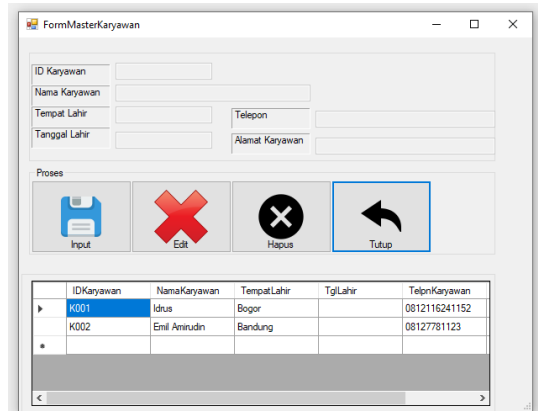 FormMasterKaryawan
ID Karyawan
Nama Karyawan
Tempat Lahir
Telepon
Tanggal Lahir
Alamat Karyawan
Proses
Input Edit Hapus Tutup
IDKaryawan NamaKaryawan TempatLahir TglLahir TelpnKaryawan
K001 Idrus Bogor 0812116241152
K002 Emil Amirudin Bandung 08127781123